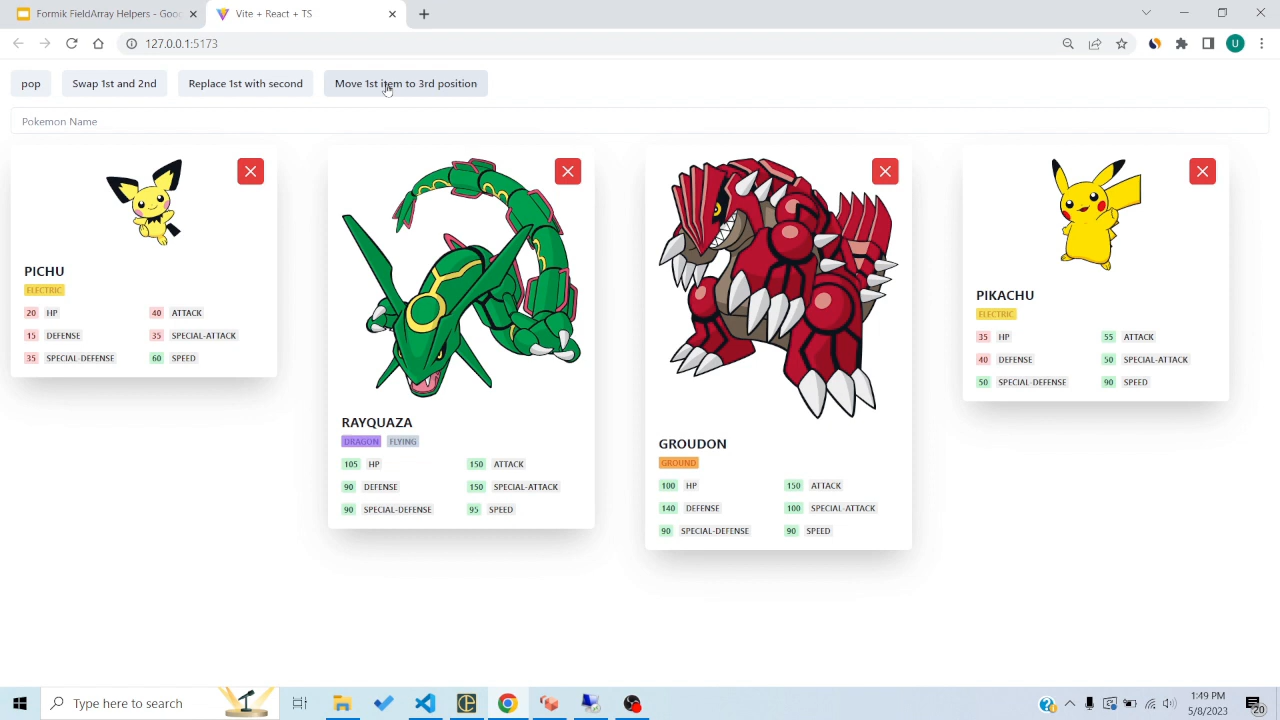 Formik FieldArray Helpers - Goo
Vite + React + TS
127.0.0.1:5173
U
pop
Swap 1st and 2nd
Replace 1st with second
Move 1st item to 3rd position
Pokemon Name
PICHU
ELECTRIC
20 HP 40 ATTACK
15 DEFENSE 35 SPECIAL-ATTACK
35 SPECIAL-DEFENSE 60 SPEED
RAYQUAZA
DRAGON FLYING
105 HP 150 ATTACK
90 DEFENSE 150 SPECIAL-ATTACK
90 SPECIAL-DEFENSE 95 SPEED
GROUDON
GROUND
100 HP 150 ATTACK
140 DEFENSE 100 SPECIAL-ATTACK
90 SPECIAL-DEFENSE 90 SPEED
PIKACHU
ELECTRIC
35 HP 55 ATTACK
40 DEFENSE 50 SPECIAL-ATTACK
50 SPECIAL-DEFENSE 90 SPEED
Type here to search
1:49 PM
5/8/2023
20